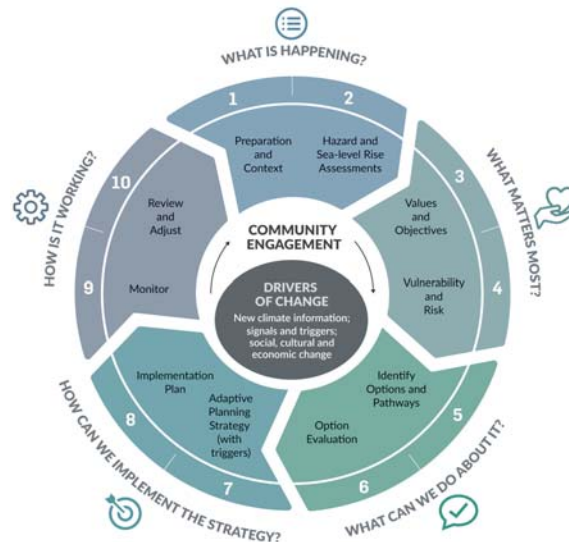 WHAT IS HAPPENING?
1
2
Preparation
and
Context
Hazard and
Sea-level Rise
Assessments
WHAT MATTERS MOST?
3
4
Values
and
Objectives
Vulnerability
and
Risk
WHAT CAN WE DO ABOUT IT?
5
6
Identify
Options and
Pathways
Option
Evaluation
HOW CAN WE IMPLEMENT THE STRATEGY?
7
8
Adaptive
Planning
Strategy
(with
triggers)
Implementation
Plan
HOW IS IT WORKING?
9
10
Monitor
Review
and
Adjust
COMMUNITY
ENGAGEMENT
DRIVERS
OF CHANGE
New climate information;
signals and triggers;
social, cultural and
economic change